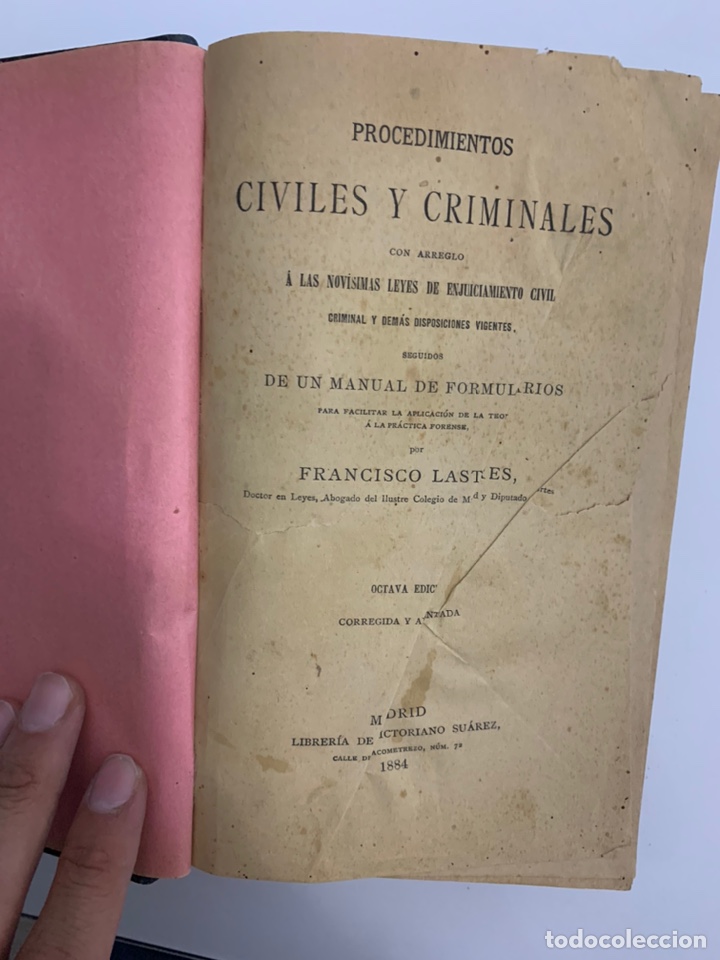 PROCEDIMIENTOS
CIVILES Y CRIMINALES
CON ARREGLO
Á LAS NOVÍSIMAS LEYES DE ENJUICIAMIENTO CIVIL
CRIMINAL Y DEMÁS DISPOSICIONES VIGENTES,
SEGUIDOS
DE UN MANUAL DE FORMULARIOS
PARA FACILITAR LA APLICACIÓN DE LA
Á LA PRÁCTICA FORENSE,
por
FRANCISCO LASTRES,
Doctor en Leyes, Abogado del Ilustre Colegio de y Diputado
OCTAVA EDIC
CORREGIDA Y
MADRID
LIBRERÍA DE VICTORIANO SUÁREZ,
CALLE DE JACOMETREZO, NÚM. 72
1884
todocoleccion